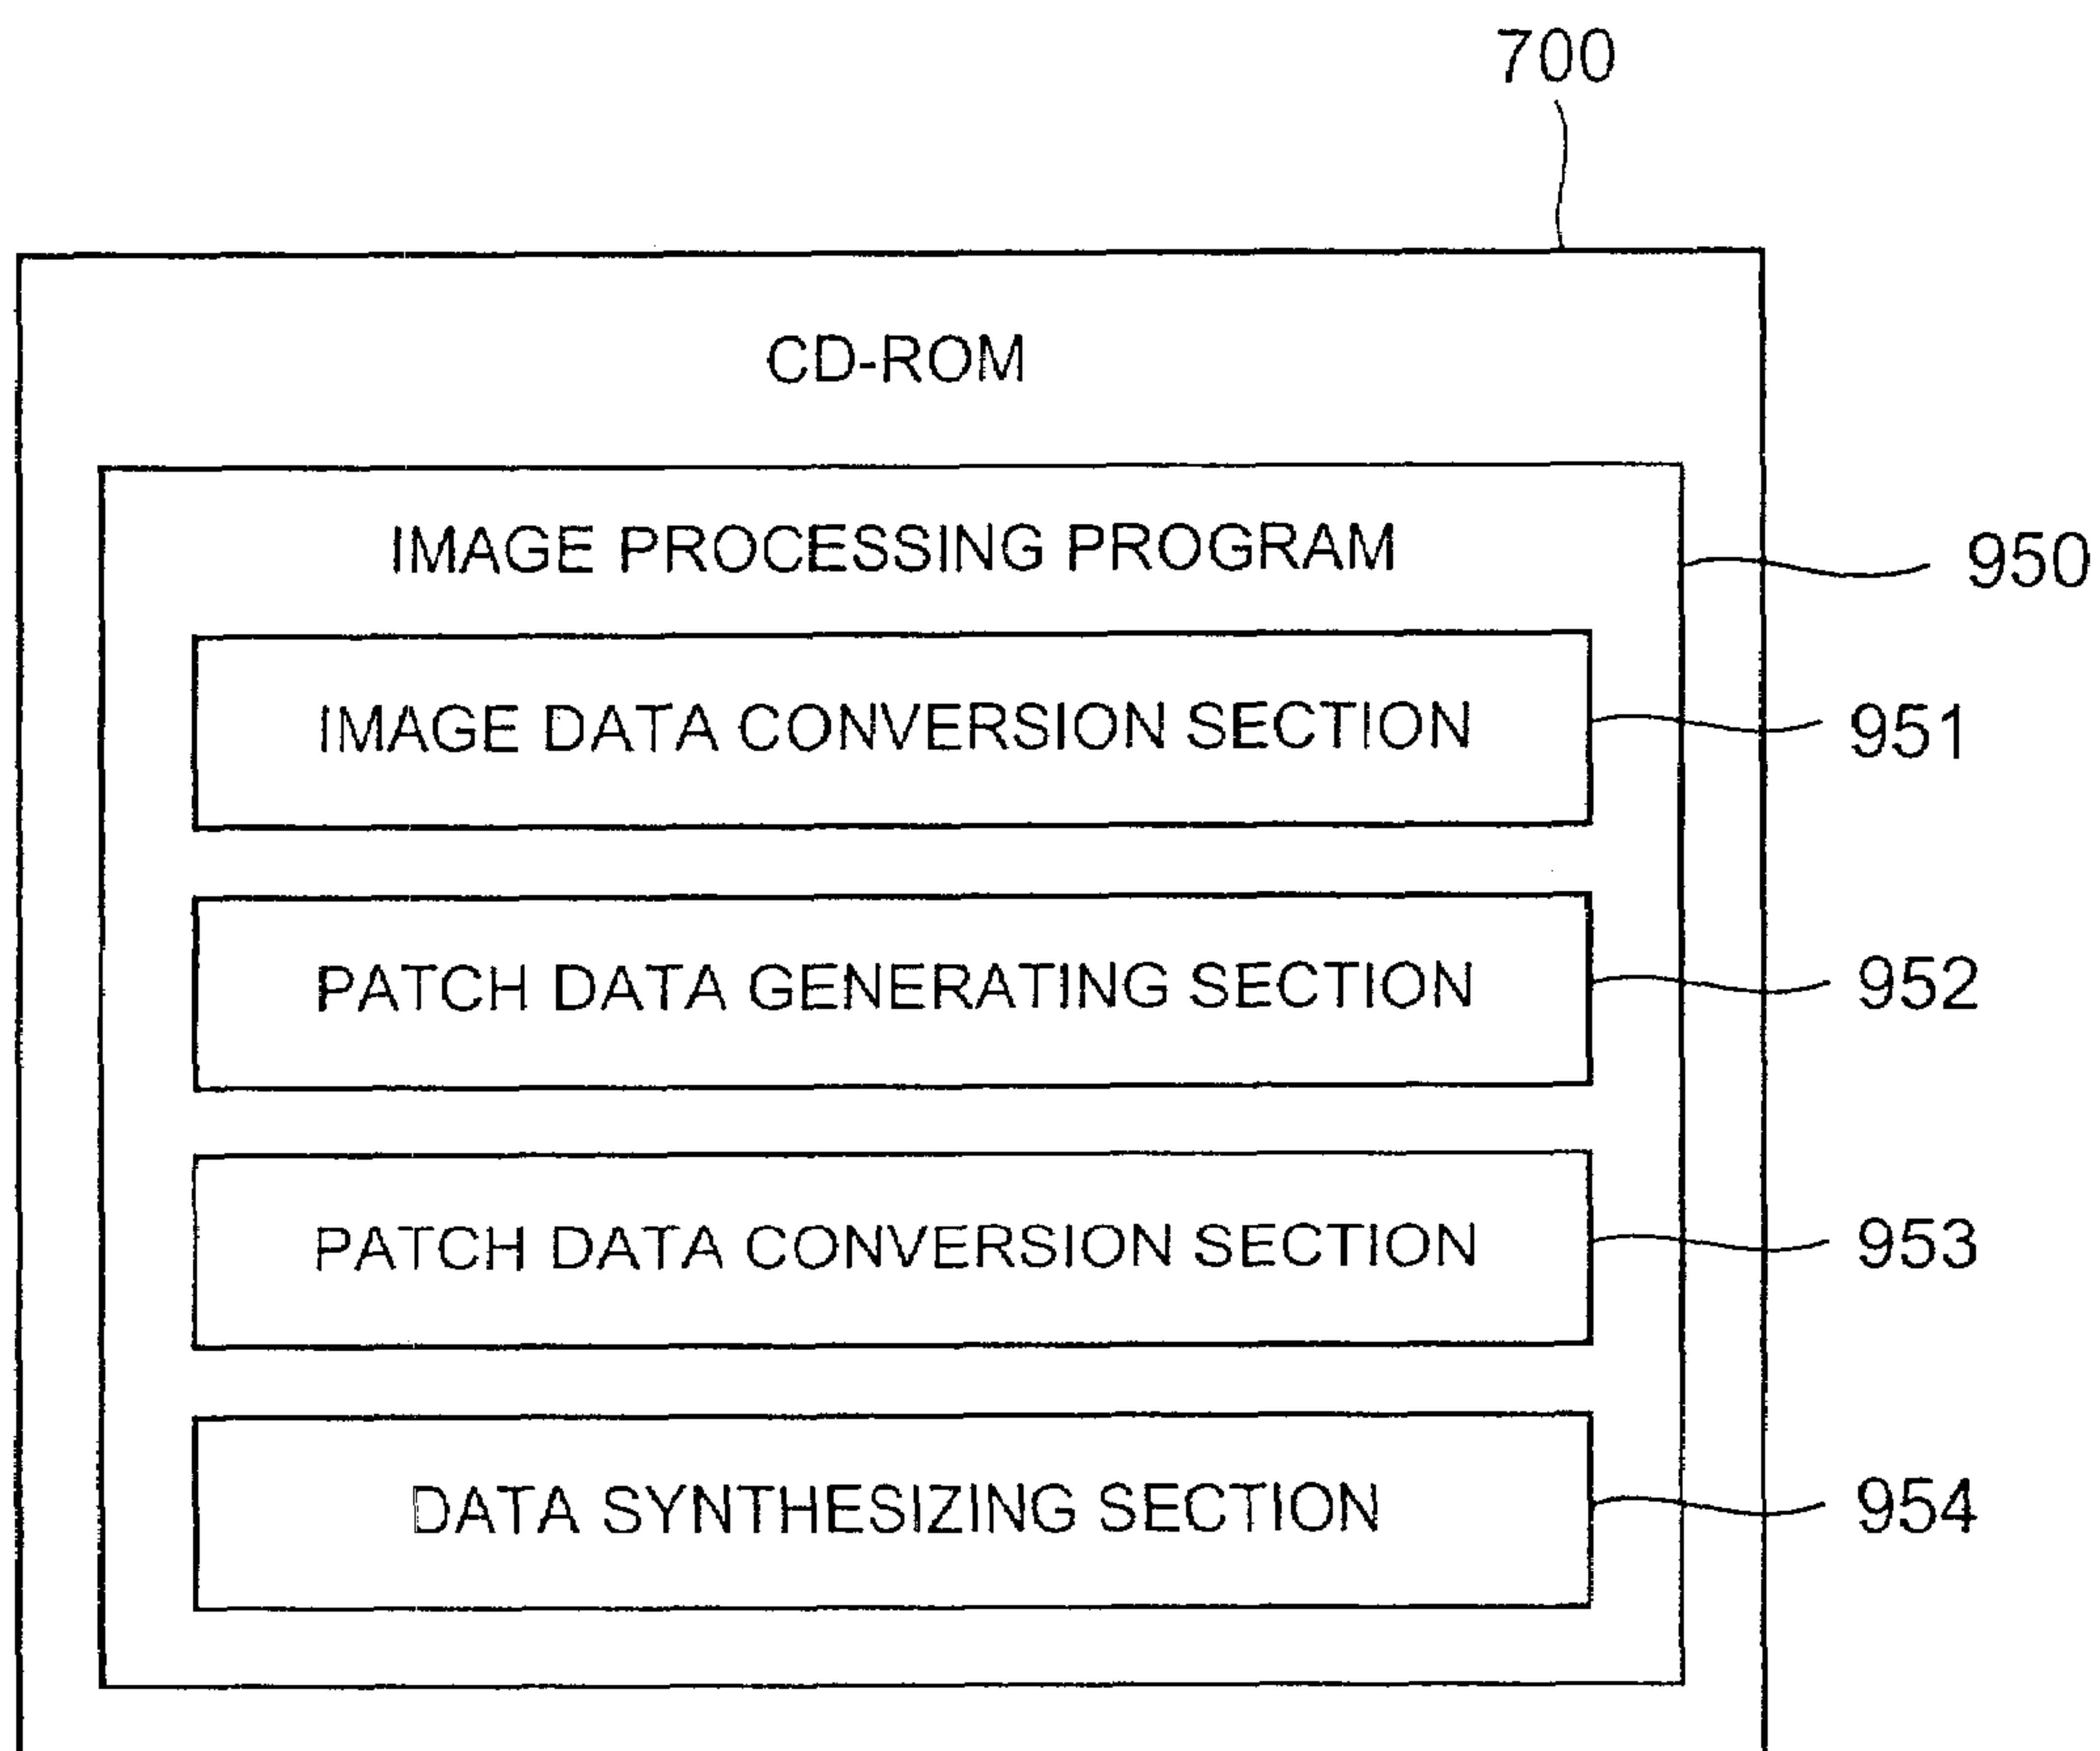 700
CD-ROM
IMAGE PROCESSING PROGRAM
950
IMAGE DATA CONVERSION SECTION
951
PATCH DATA GENERATING SECTION
952
PATCH DATA CONVERSION SECTION
953
DATA SYNTHESIZING SECTION
954